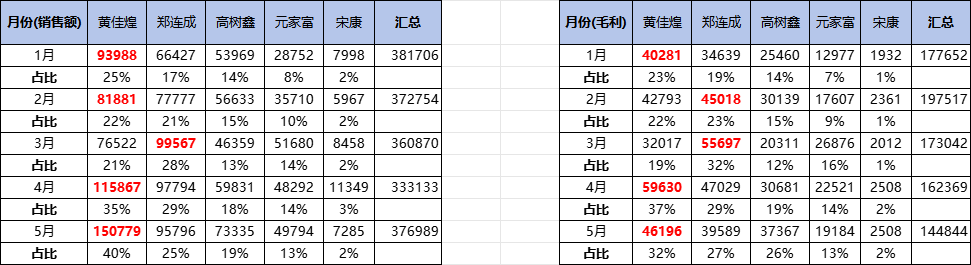 月份(销售额) 黄佳煌 郑连成 高树鑫 元家富 宋康 汇总 月份(毛利) 黄佳煌 郑连成 高树鑫 元家富 宋康 汇总
1月 93988 66427 53969 28752 7998 381706 1月 40281 34639 25460 12977 1932 177652
占比 25% 17% 14% 8% 2% 占比 23% 19% 14% 7% 1%
2月 81881 77777 56633 35710 5967 372754 2月 42793 45018 30139 17607 2361 197517
占比 22% 21% 15% 10% 2% 占比 22% 23% 15% 9% 1%
3月 76522 99567 46359 51680 8458 360870 3月 32017 55697 20311 26876 2012 173042
占比 21% 28% 13% 14% 2% 占比 19% 32% 12% 16% 1%
4月 115867 97794 59831 48292 11349 333133 4月 59630 47029 30681 22521 2508 162369
占比 35% 29% 18% 14% 3% 占比 37% 29% 19% 14% 2%
5月 150779 95796 73335 49794 7285 376989 5月 46196 39589 37367 19184 2508 144844
占比 40% 25% 19% 13% 2% 占比 32% 27% 26% 13% 2%